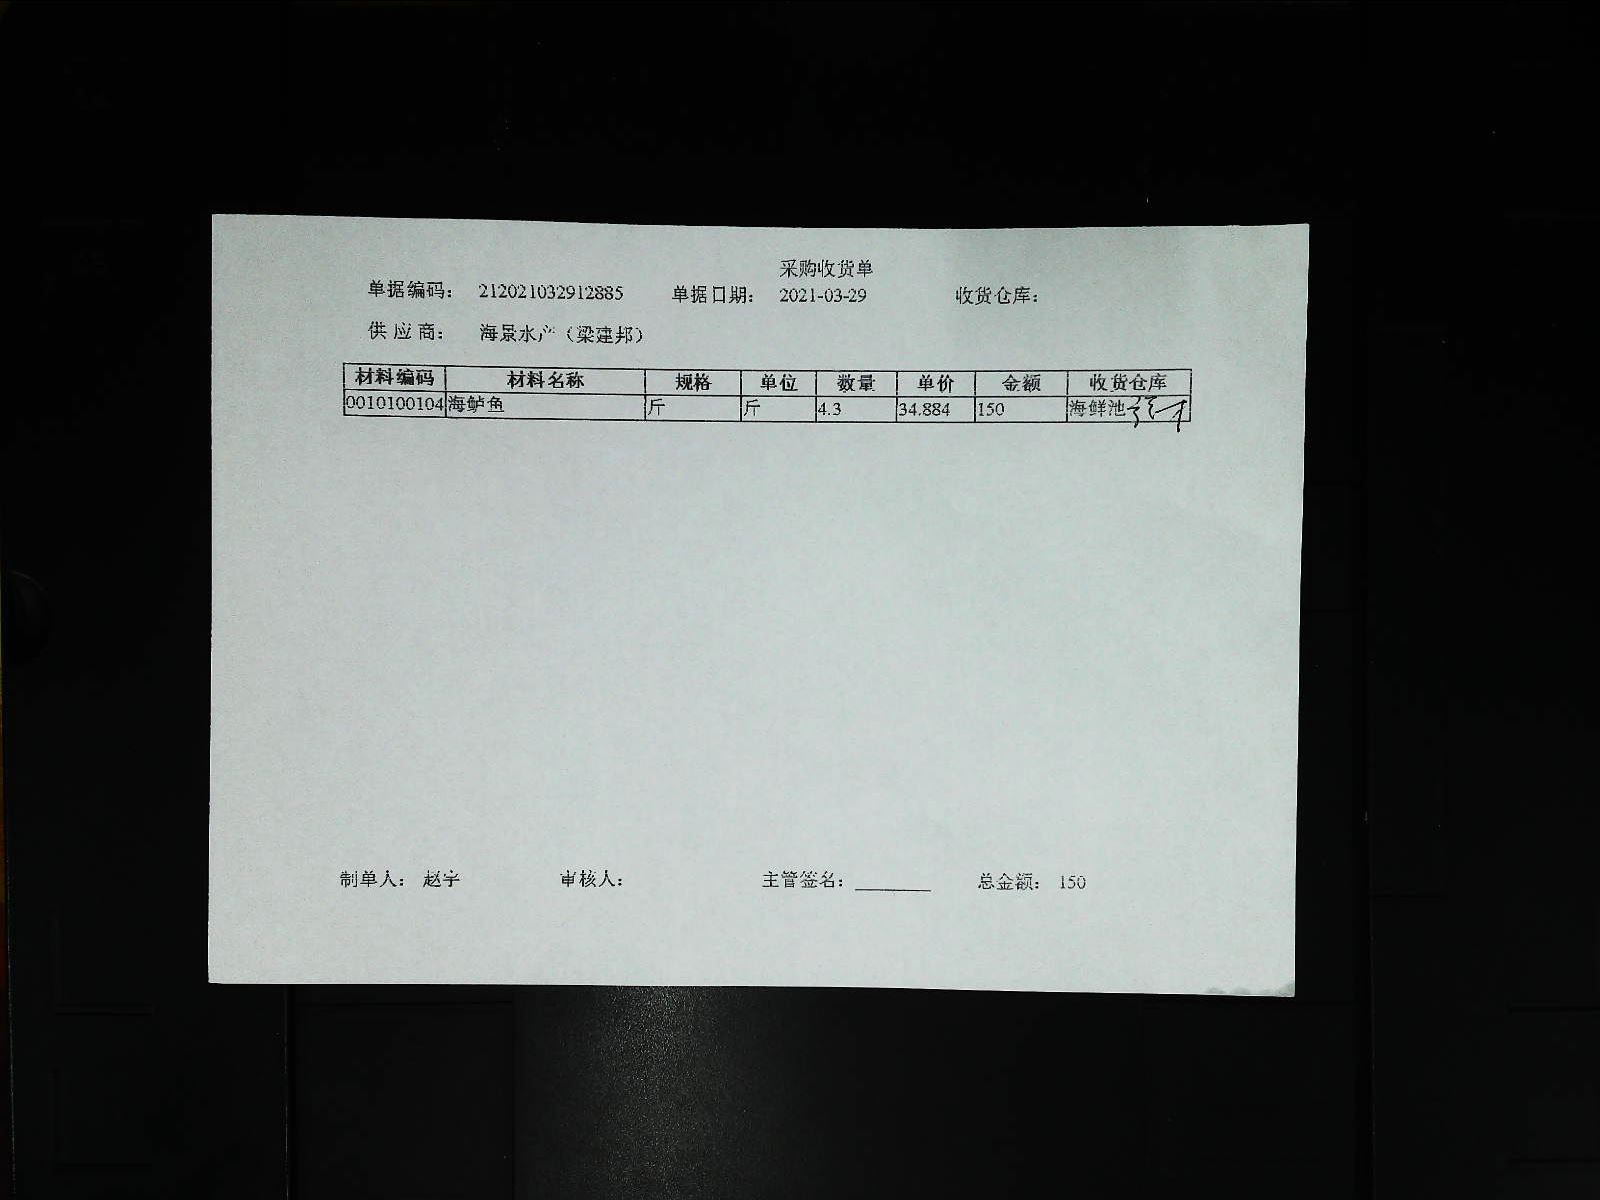 采购收货单
单据编码： 212021032912885 单据日期： 2021-03-29 收货仓库：
供应商： 海景水产（梁建邦）
材料编码 材料名称 规格 单位 数量 单价 金额 收货仓库
0010100104 海鲈鱼 斤 斤 4.3 34.884 150 海鲜池
制单人： 赵宇 审核人： 主管签名：______ 总金额： 150